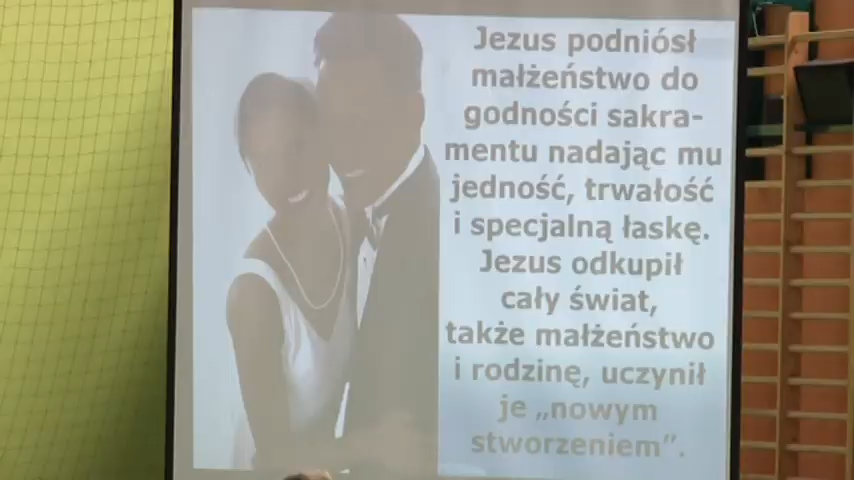 Jezus podniósł
małżeństwo do
godności sakra-
mentu nadając mu
jedność, trwałość
i specjalną łaskę.
Jezus odkupił
cały świat,
także małżeństwo
i rodzinę, uczynił
je „nowym
stworzeniem”.